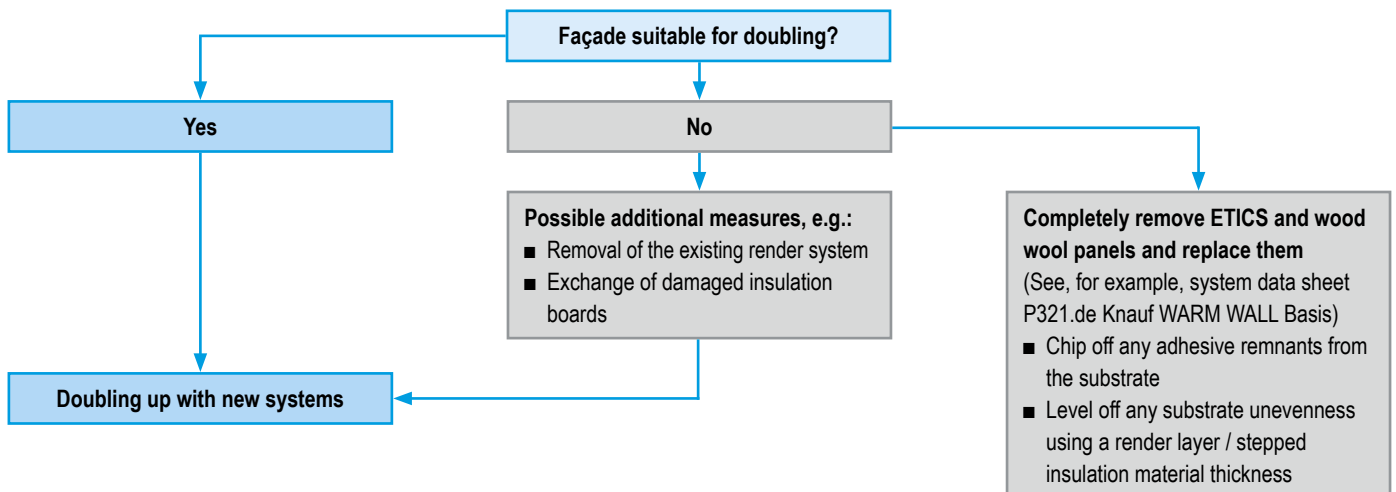 Façade suitable for doubling?
Yes
No
Possible additional measures, e.g.:
■ Removal of the existing render system
■ Exchange of damaged insulation
boards
Completely remove ETICS and wood
wool panels and replace them
(See, for example, system data sheet
P321.de Knauf WARM WALL Basis)
■ Chip off any adhesive remnants from
the substrate
■ Level off any substrate unevenness
using a render layer / stepped
insulation material thickness
Doubling up with new systems